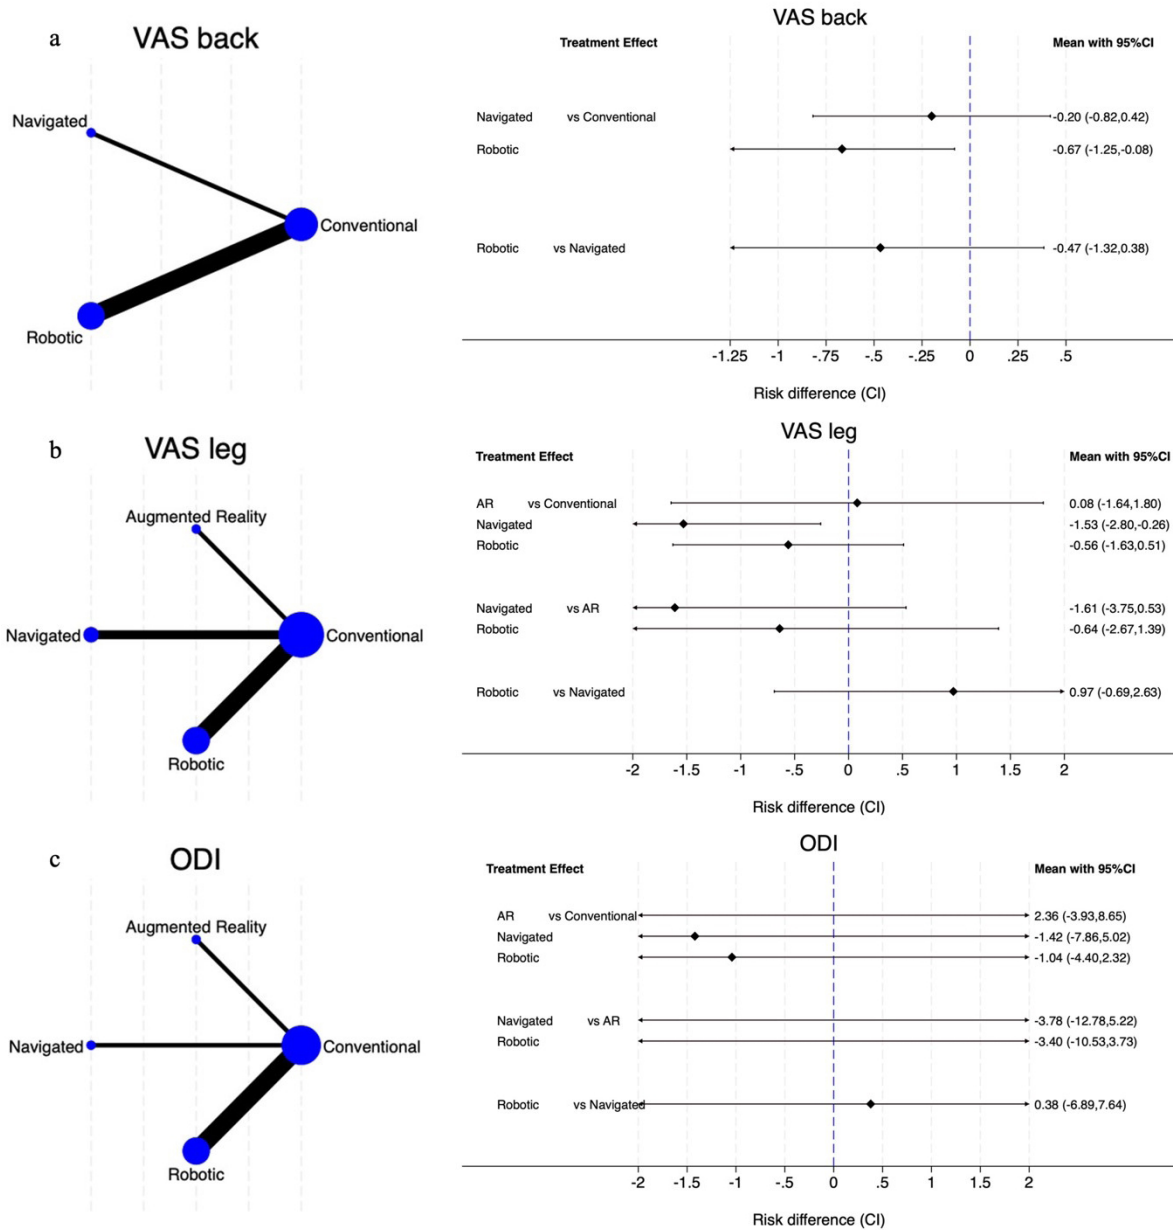 a
VAS back
Navigated
Conventional
Robotic
VAS back
Treatment Effect Mean with 95%CI
Navigated vs Conventional -0.20 (-0.82,0.42)
Robotic -0.67 (-1.25,-0.08)
Robotic vs Navigated -0.47 (-1.32,0.38)
-1.25 -1 -.75 -.5 -.25 0 .25 .5
Risk difference (CI)
b
VAS leg
Augmented Reality
Navigated Conventional
Robotic
VAS leg
Treatment Effect Mean with 95%CI
AR vs Conventional 0.08 (-1.64,1.80)
Navigated -1.53 (-2.80,-0.26)
Robotic -0.56 (-1.63,0.51)
Navigated vs AR -1.61 (-3.75,0.53)
Robotic -0.64 (-2.67,1.39)
Robotic vs Navigated 0.97 (-0.69,2.63)
-2 -1.5 -1 -.5 0 .5 1 1.5 2
Risk difference (CI)
c
ODI
Augmented Reality
Navigated Conventional
Robotic
ODI
Treatment Effect Mean with 95%CI
AR vs Conventional 2.36 (-3.93,8.65)
Navigated -1.42 (-7.86,5.02)
Robotic -1.04 (-4.40,2.32)
Navigated vs AR -3.78 (-12.78,5.22)
Robotic -3.40 (-10.53,3.73)
Robotic vs Navigated 0.38 (-6.89,7.64)
-2 -1.5 -1 -.5 0 .5 1 1.5 2
Risk difference (CI)